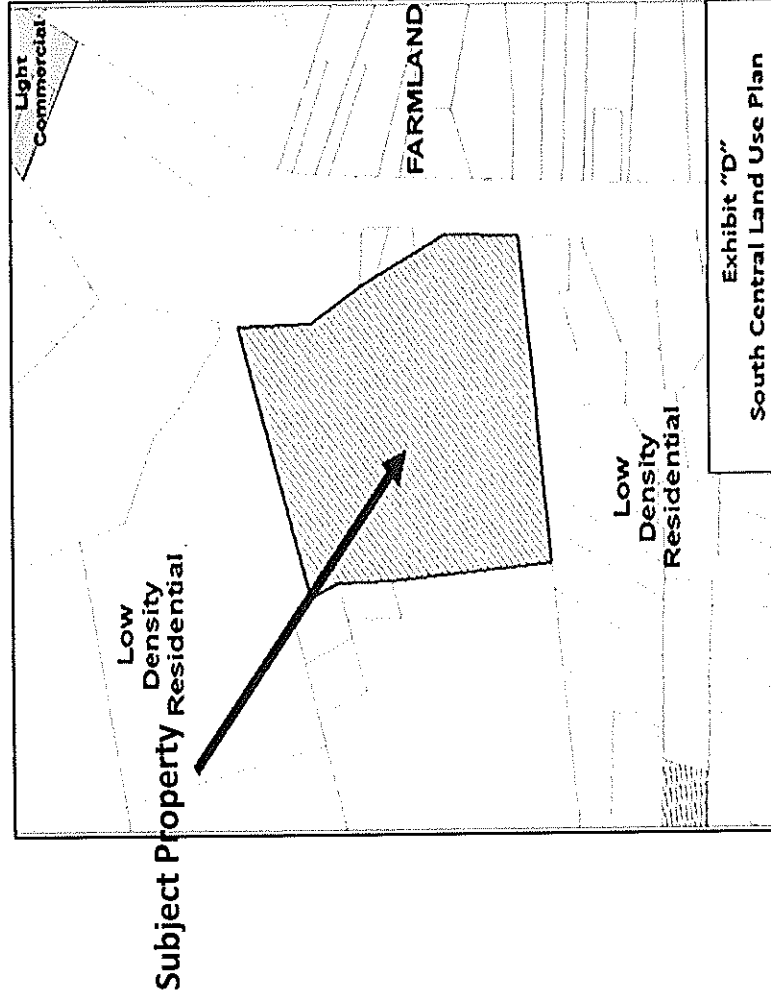 Light
Commercial
FARMLAND
Low
Density
Residential
Subject Property
Low
Density
Residential
Exhibit "D"
South Central Land Use Plan